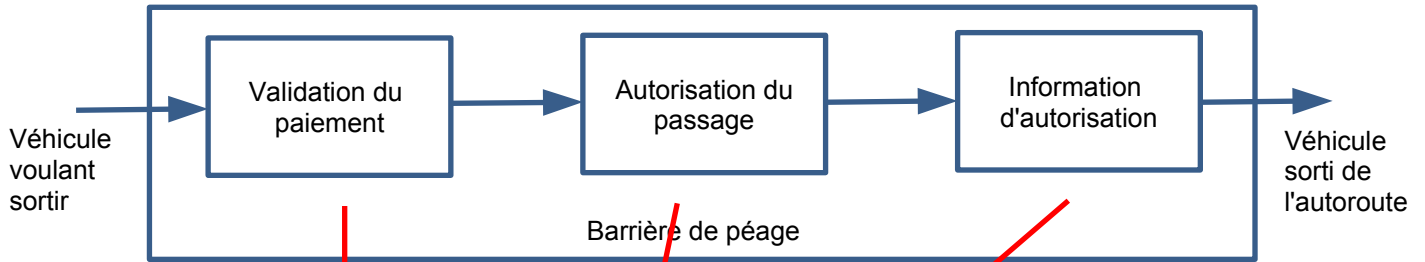 Validation du
paiement
Autorisation du
passage
Information
d'autorisation
Véhicule
voulant
sortir
Véhicule
sorti de
l'autoroute
Barrière de péage